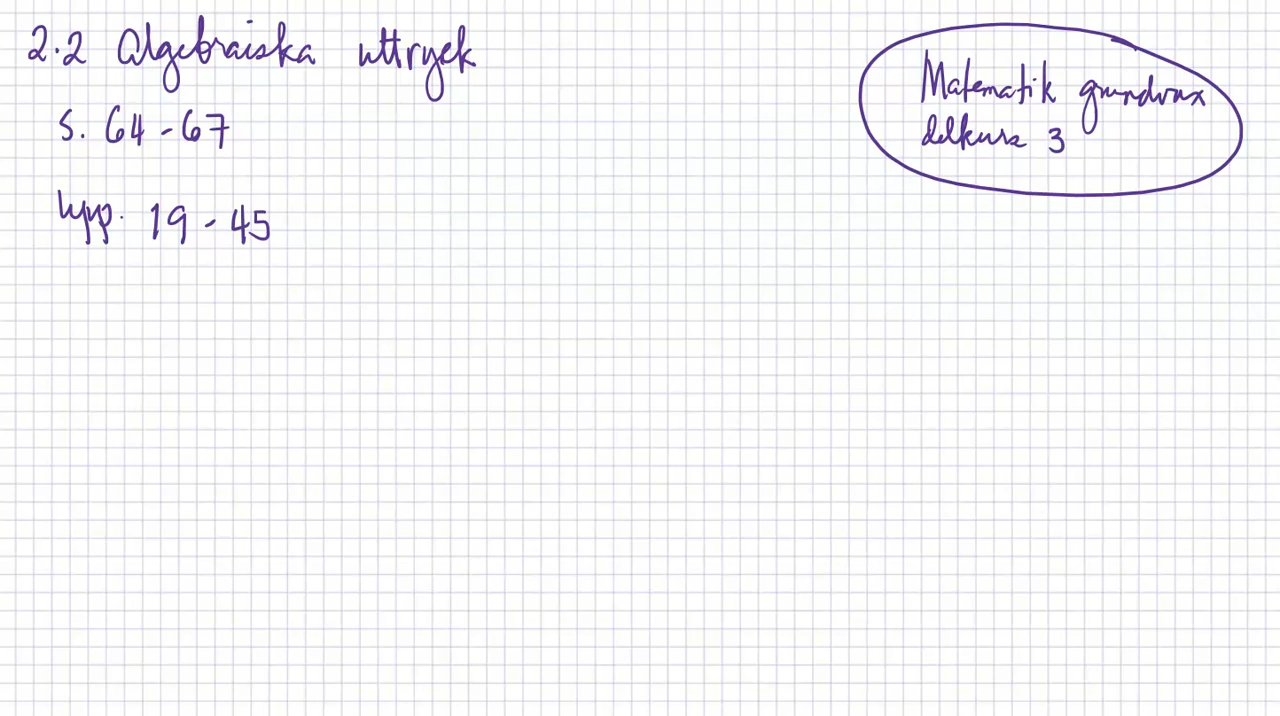 2.2 Algebraiska uttryck
s. 64-67
Upp. 19-45
Matematik grundvux
delkurs 3